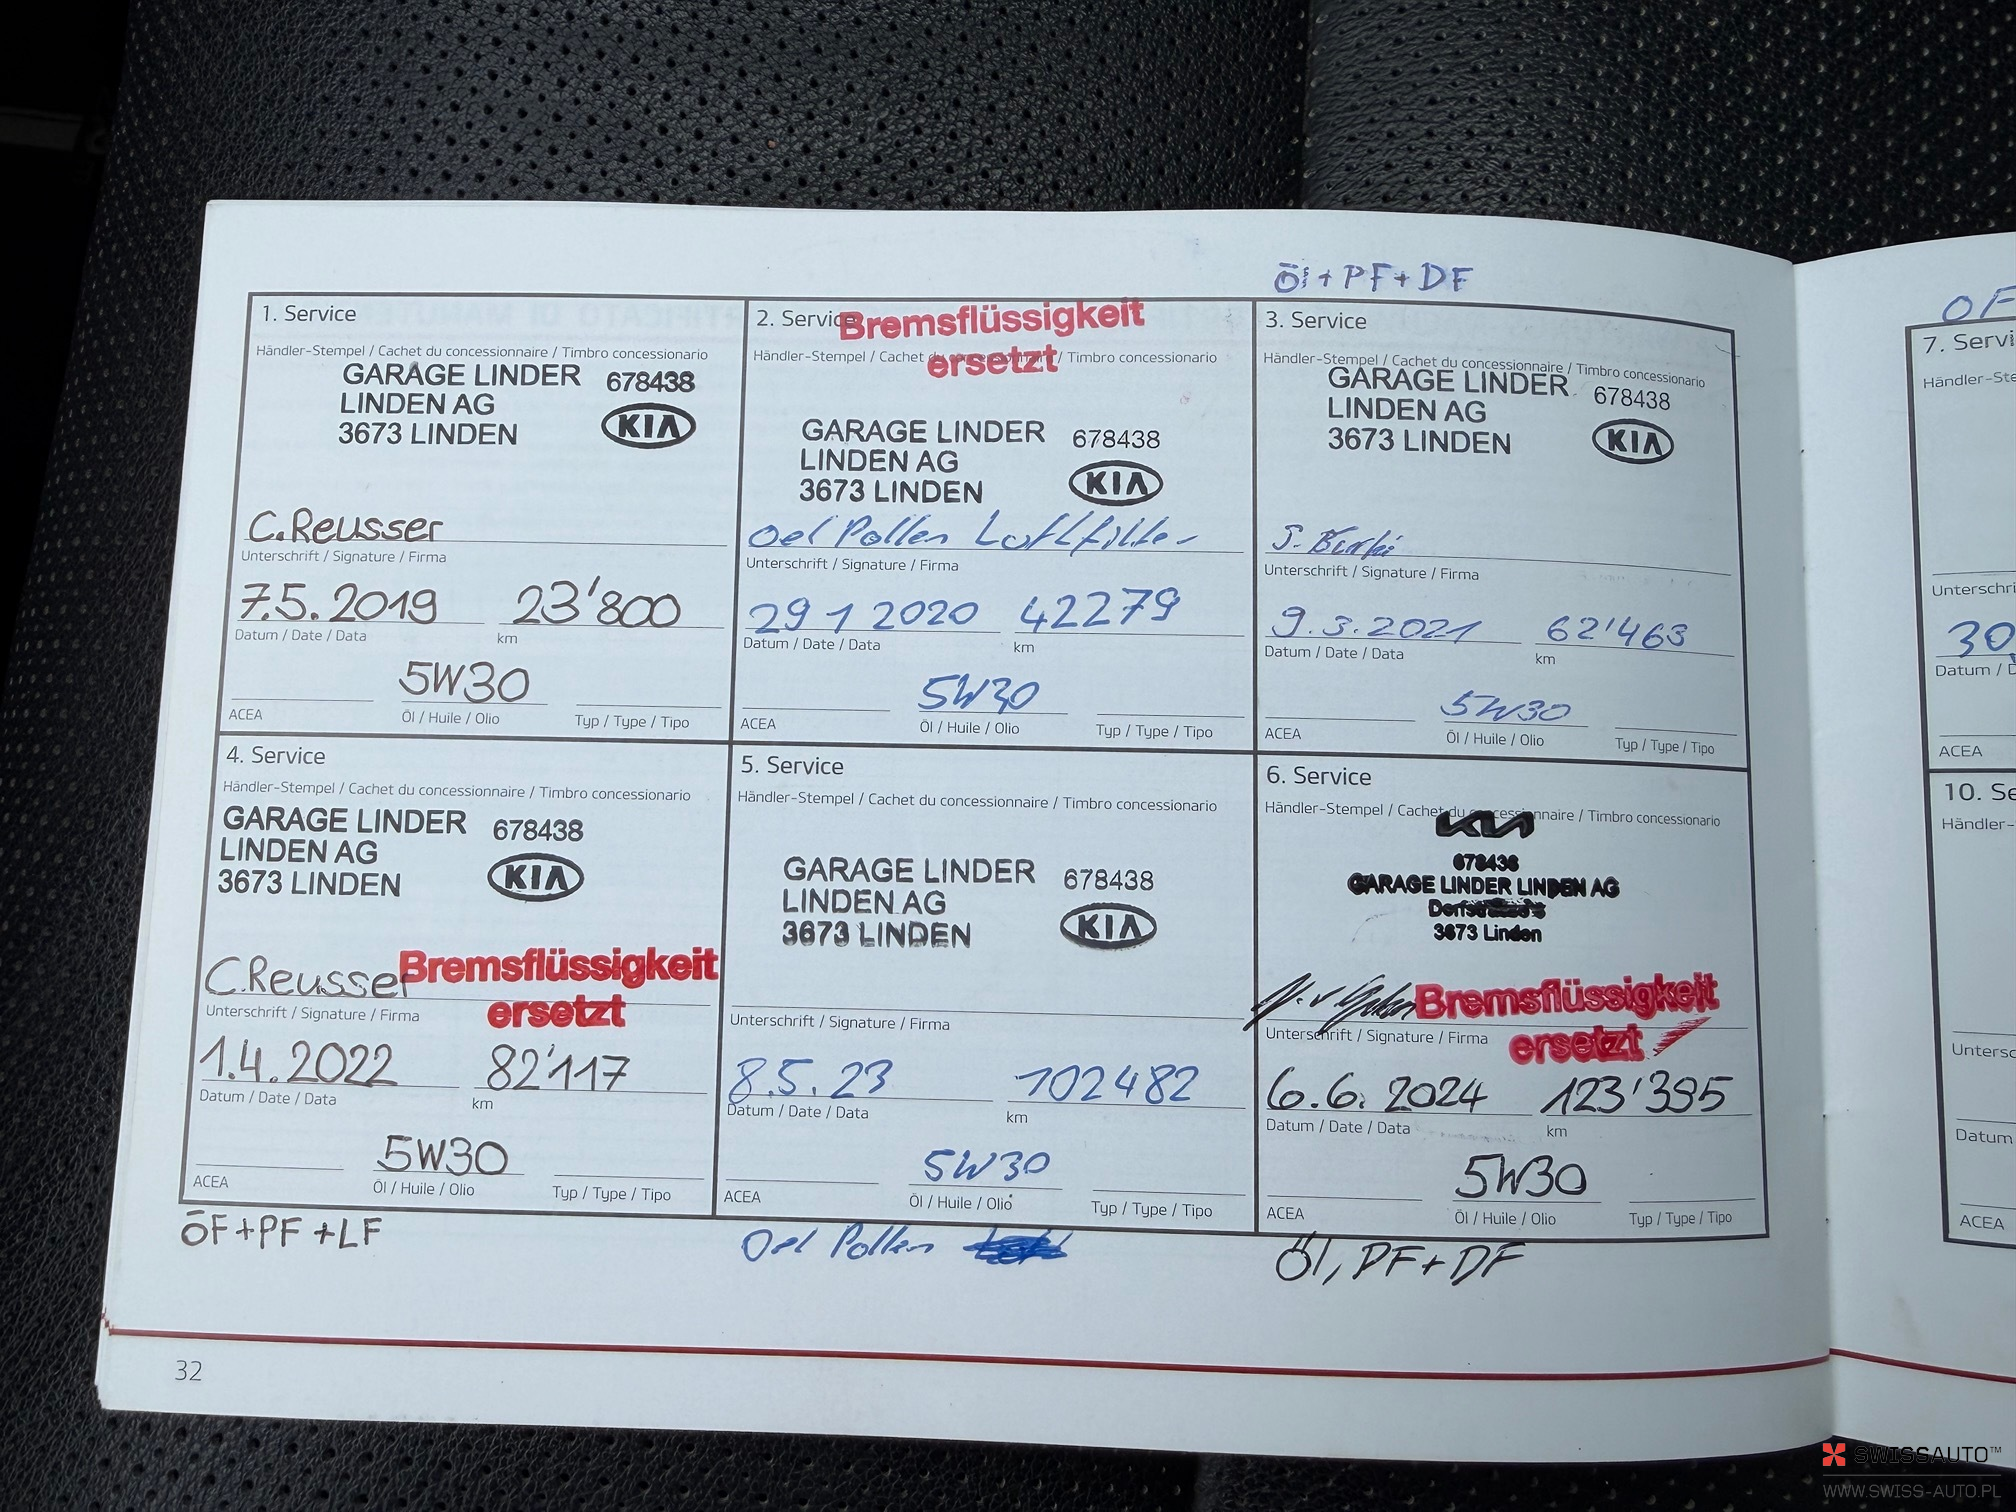 Öl + PF + DF
1. Service
Händler-Stempel / Cachet du concessionnaire / Timbro concessionario
GARAGE LINDER 678438
LINDEN AG
3673 LINDEN KIA
C. Reusser
Unterschrift / Signature / Firma
7.5.2019 23'800
Datum / Date / Data km
5W30
ACEA Öl / Huile / Olio Typ / Type / Tipo
2. Service
Bremsflüssigkeit
ersetzt
Händler-Stempel / Cachet du concessionnaire / Timbro concessionario
GARAGE LINDER 678438
LINDEN AG
3673 LINDEN KIA
Oel Pollen Luftfilter
Unterschrift / Signature / Firma
29 1 2020 42279
Datum / Date / Data km
5W30
ACEA Öl / Huile / Olio Typ / Type / Tipo
3. Service
Händler-Stempel / Cachet du concessionnaire / Timbro concessionario
GARAGE LINDER 678438
LINDEN AG
3673 LINDEN KIA
Unterschrift / Signature / Firma
9.3.2021 62'463
Datum / Date / Data km
5W30
ACEA Öl / Huile / Olio Typ / Type / Tipo
4. Service
Händler-Stempel / Cachet du concessionnaire / Timbro concessionario
GARAGE LINDER 678438
LINDEN AG
3673 LINDEN KIA
C. Reusser
Bremsflüssigkeit
ersetzt
Unterschrift / Signature / Firma
1.4.2022 82'117
Datum / Date / Data km
5W30
ACEA Öl / Huile / Olio Typ / Type / Tipo
ÖF + PF + LF
5. Service
Händler-Stempel / Cachet du concessionnaire / Timbro concessionario
GARAGE LINDER 678438
LINDEN AG
3673 LINDEN KIA
Unterschrift / Signature / Firma
8.5.23 102482
Datum / Date / Data km
5W30
ACEA Öl / Huile / Olio Typ / Type / Tipo
Oel Pollen
6. Service
Händler-Stempel / Cachet du concessionnaire / Timbro concessionario
KIA
678438
GARAGE LINDER LINDEN AG
3673 Linden
Bremsflüssigkeit
ersetzt
Unterschrift / Signature / Firma
6.6.2024 123'395
Datum / Date / Data km
5W30
ACEA Öl / Huile / Olio Typ / Type / Tipo
Öl, PF + DF
32
7. Servi
Händler-Ste
Unterschri
30
Datum / D
ACEA
10. Se
Händler-
Unters
Datum
ACEA
SWISSAUTO™
WWW.SWISS-AUTO.PL